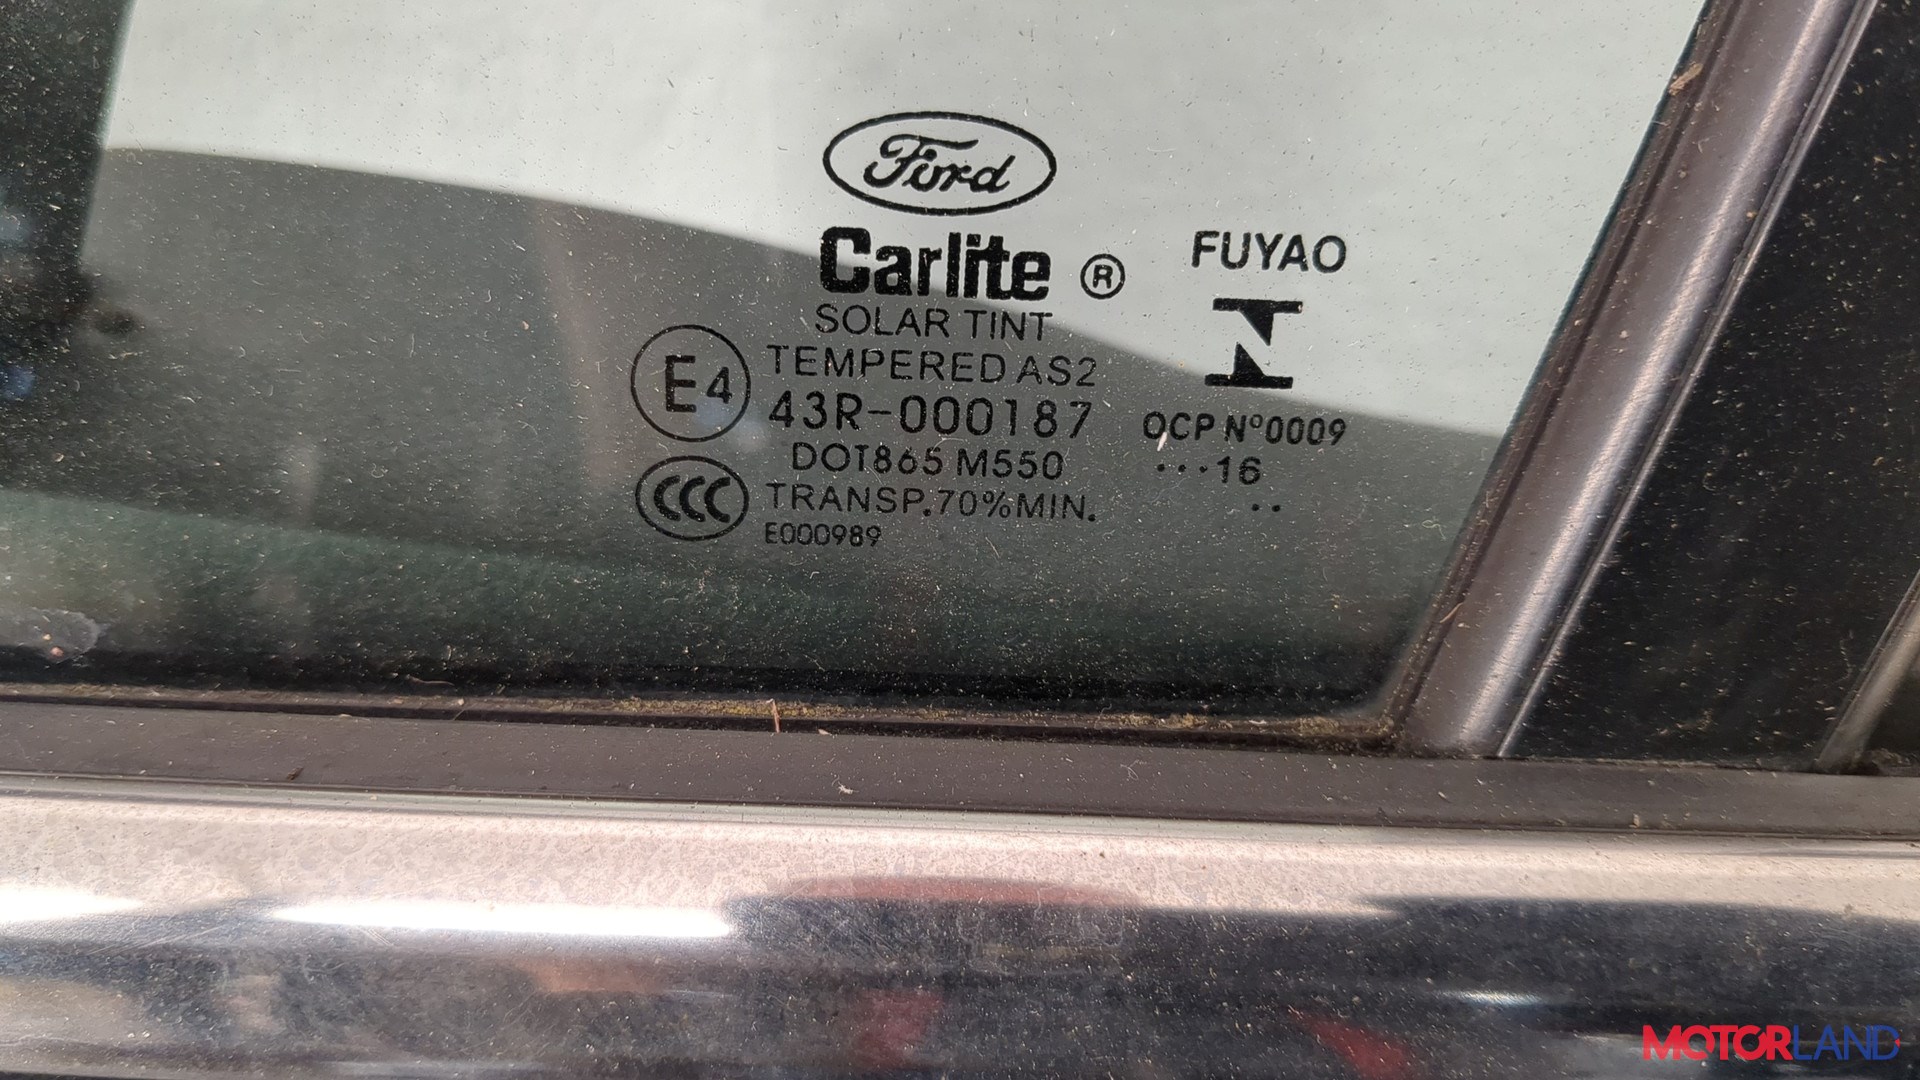 Ford
Carlite ®
SOLAR TINT
TEMPERED AS2
E4
43R-000187
DOT865 M550
CCC
TRANSP.70%MIN.
E000989
FUYAO
OCP Nº0009
...16
..
MOTORLAND